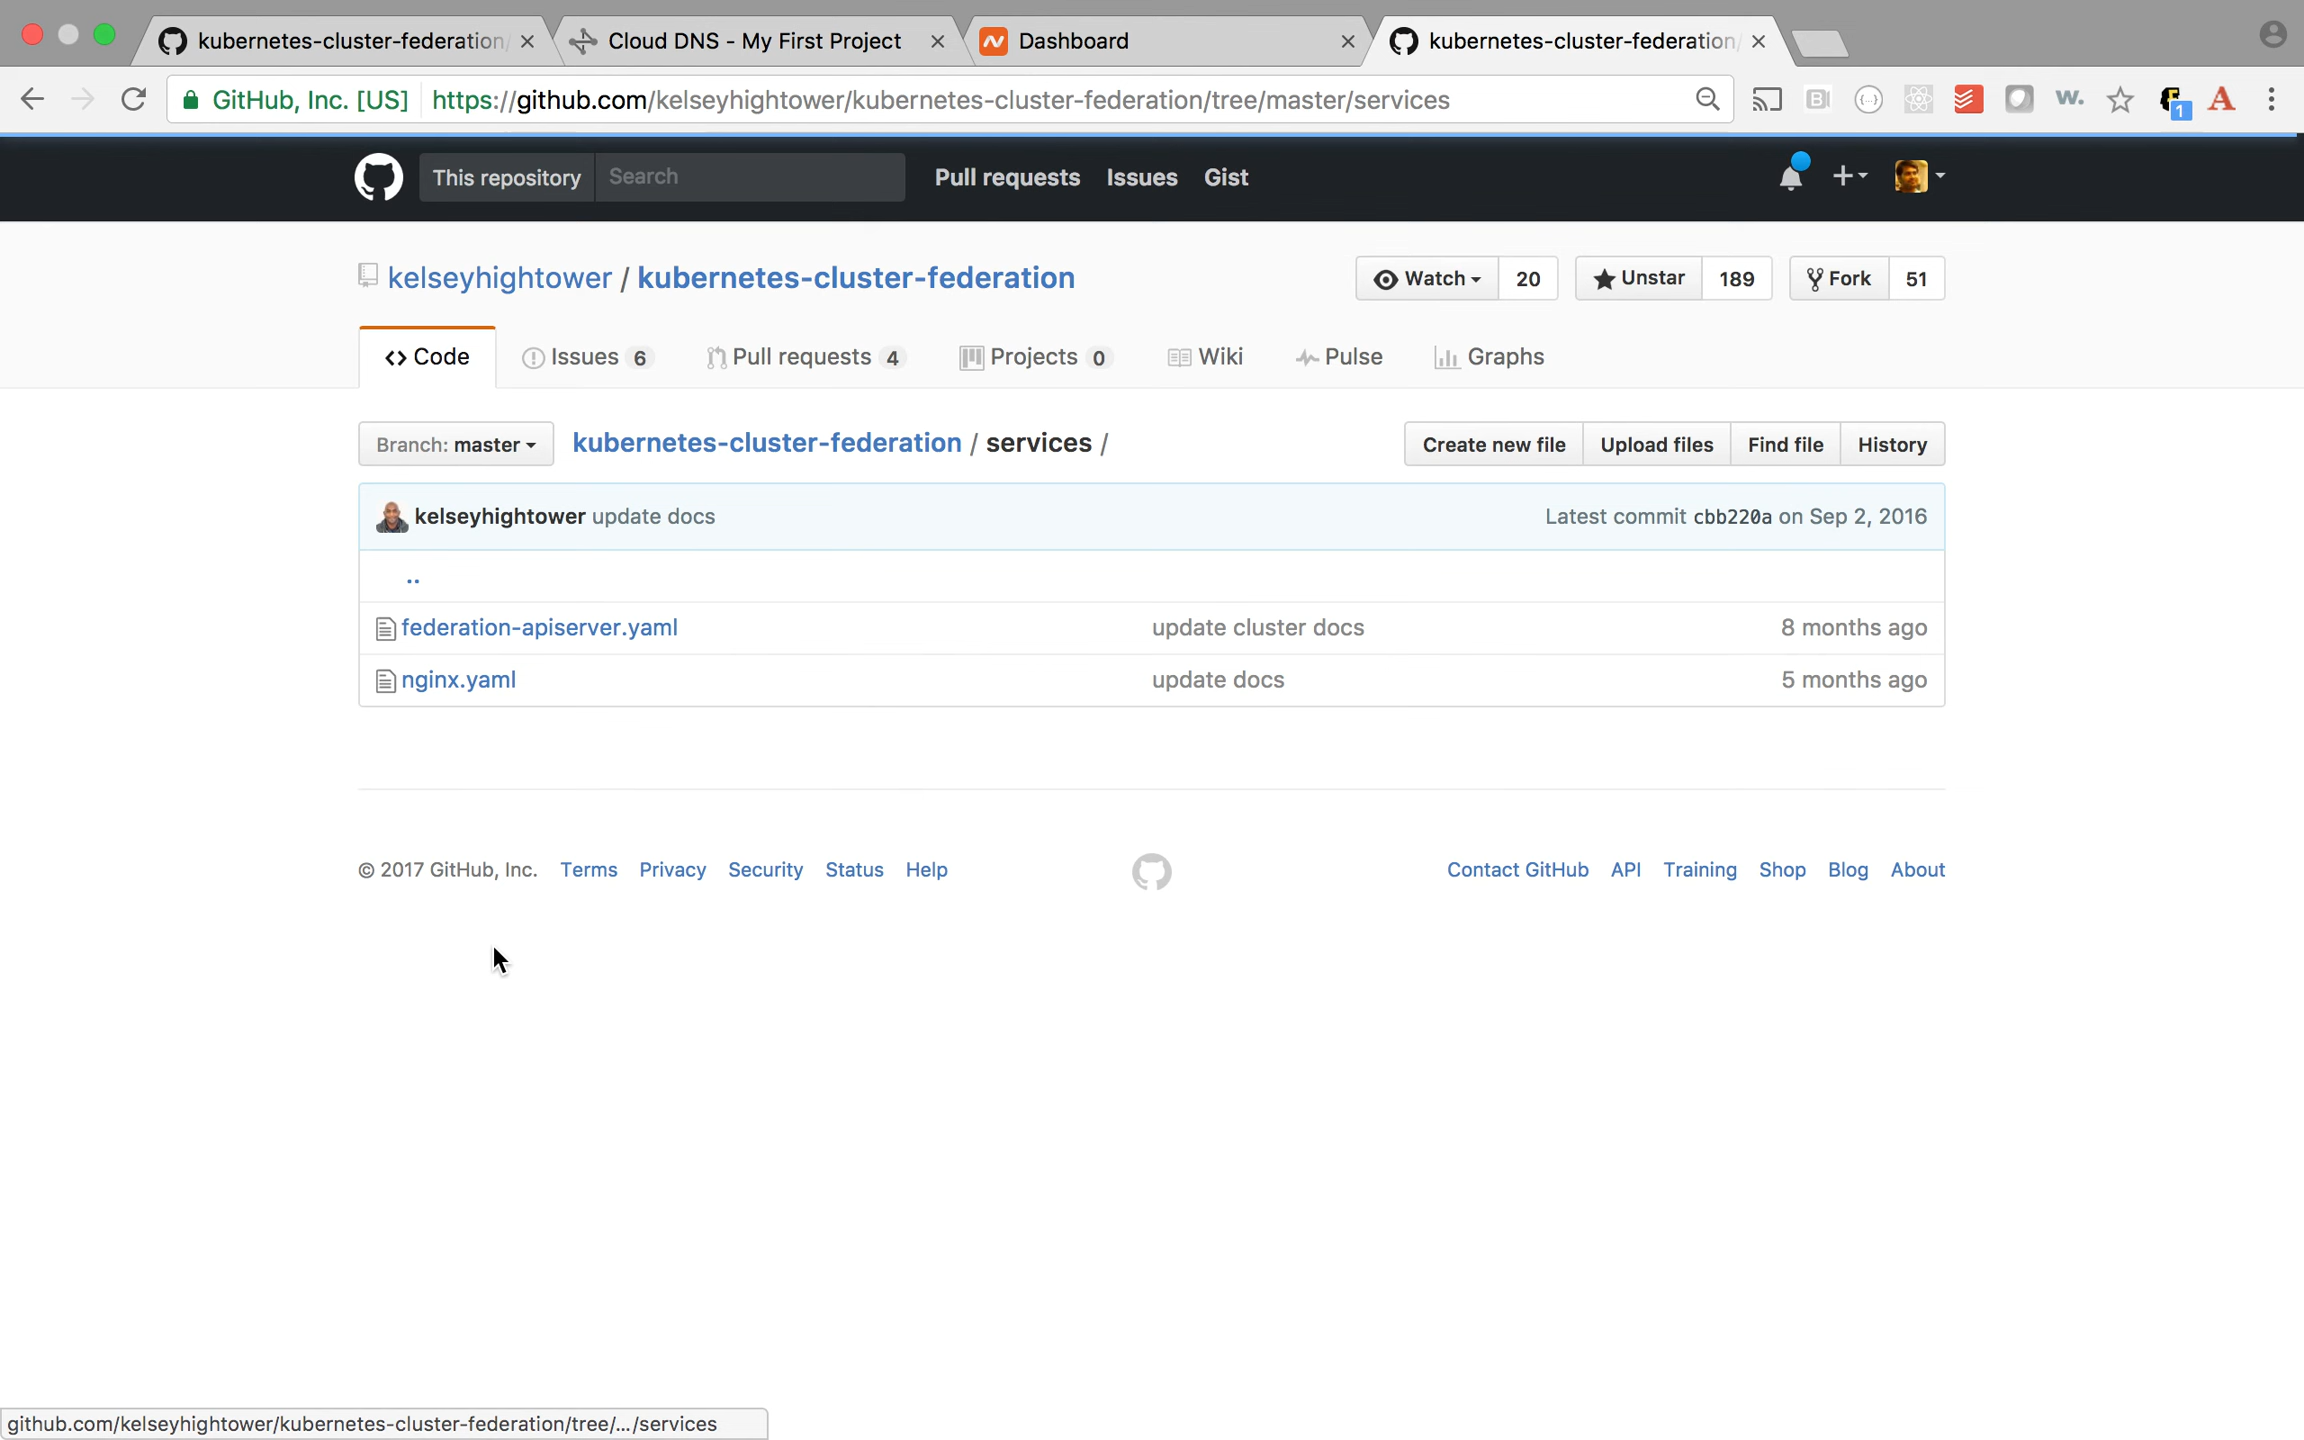 kubernetes-cluster-federation/
Cloud DNS - My First Project
Dashboard
kubernetes-cluster-federation/
GitHub, Inc. [US]
https://github.com/kelseyhightower/kubernetes-cluster-federation/tree/master/services
w.
1
This repository
Search
Pull requests
Issues
Gist
kelseyhightower / kubernetes-cluster-federation
Watch 20
Unstar 189
Fork 51
Code
Issues 6
Pull requests 4
Projects 0
Wiki
Pulse
Graphs
Branch: master
kubernetes-cluster-federation / services /
Create new file
Upload files
Find file
History
kelseyhightower update docs
Latest commit cbb220a on Sep 2, 2016
..
federation-apiserver.yaml
update cluster docs
8 months ago
nginx.yaml
update docs
5 months ago
© 2017 GitHub, Inc.
Terms
Privacy
Security
Status
Help
Contact GitHub
API
Training
Shop
Blog
About
github.com/kelseyhightower/kubernetes-cluster-federation/tree/.../services